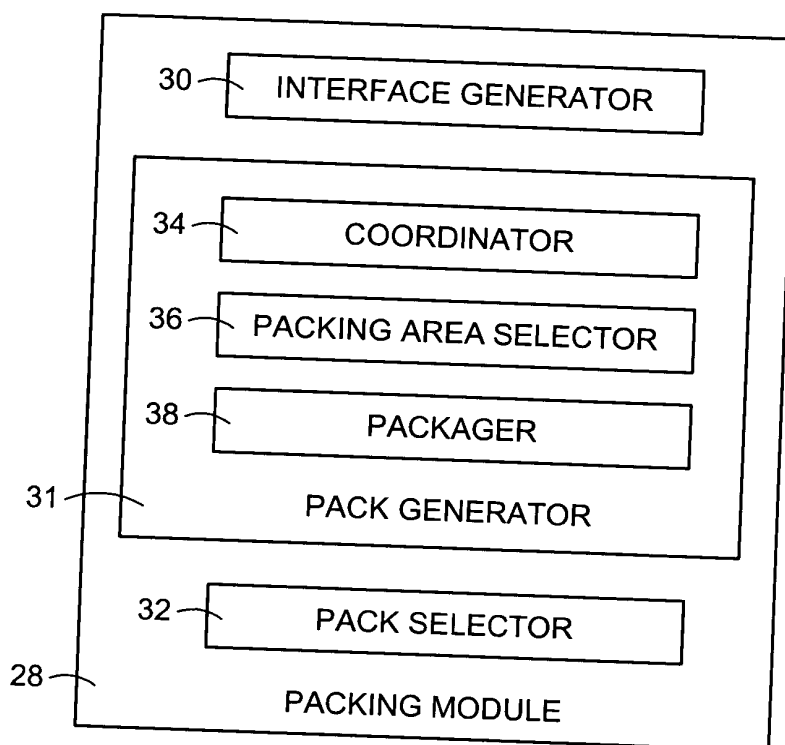 30 INTERFACE GENERATOR
34 COORDINATOR
36 PACKING AREA SELECTOR
38 PACKAGER
31 PACK GENERATOR
32 PACK SELECTOR
28 PACKING MODULE